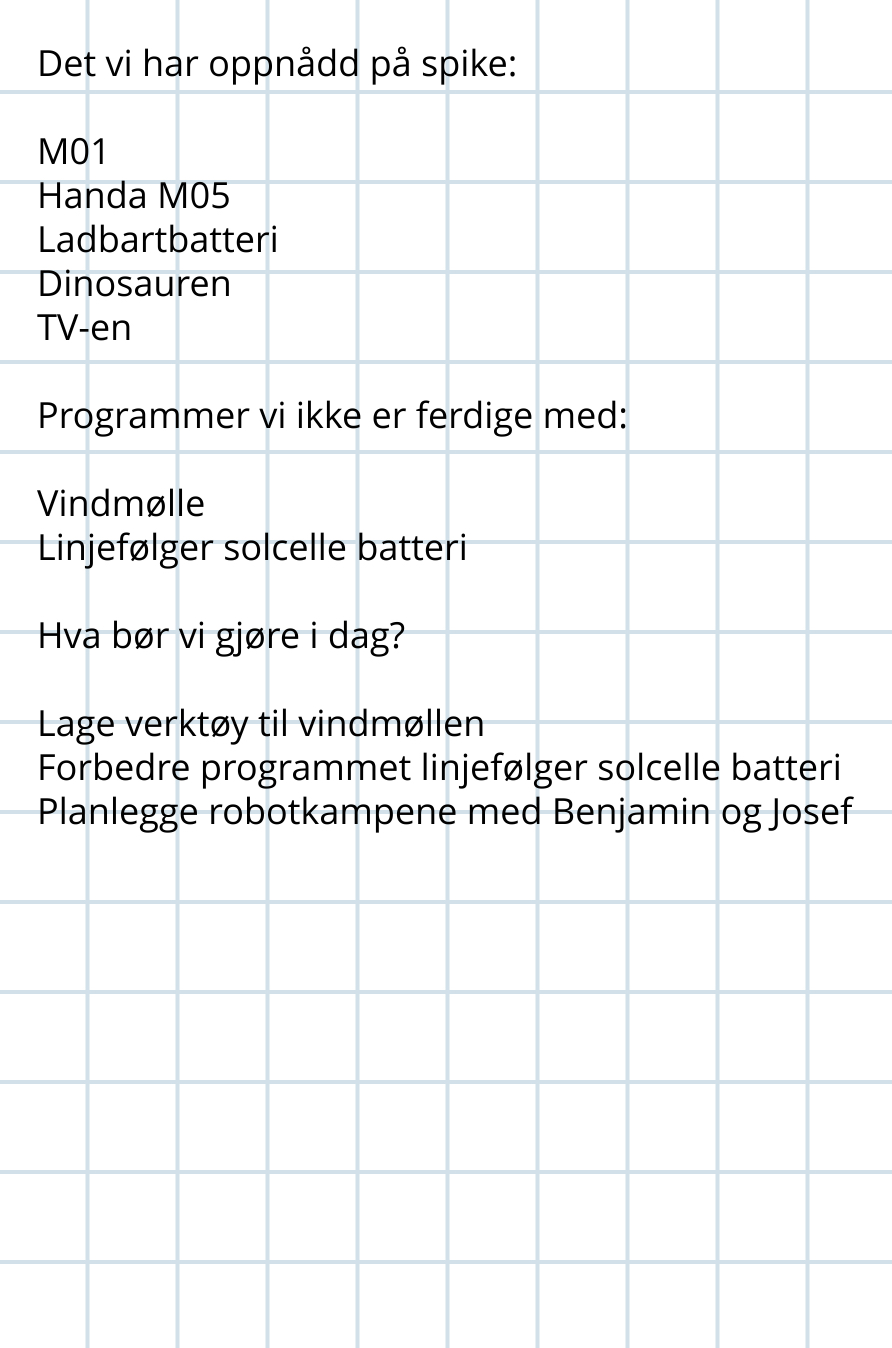 Det vi har oppnådd på spike:
M01
Handa M05
Ladbartbatteri
Dinosauren
TV-en
Programmer vi ikke er ferdige med:
Vindmølle
Linjefølger solcelle batteri
Hva bør vi gjøre i dag?
Lage verktøy til vindmøllen
Forbedre programmet linjefølger solcelle batteri
Planlegge robotkampene med Benjamin og Josef